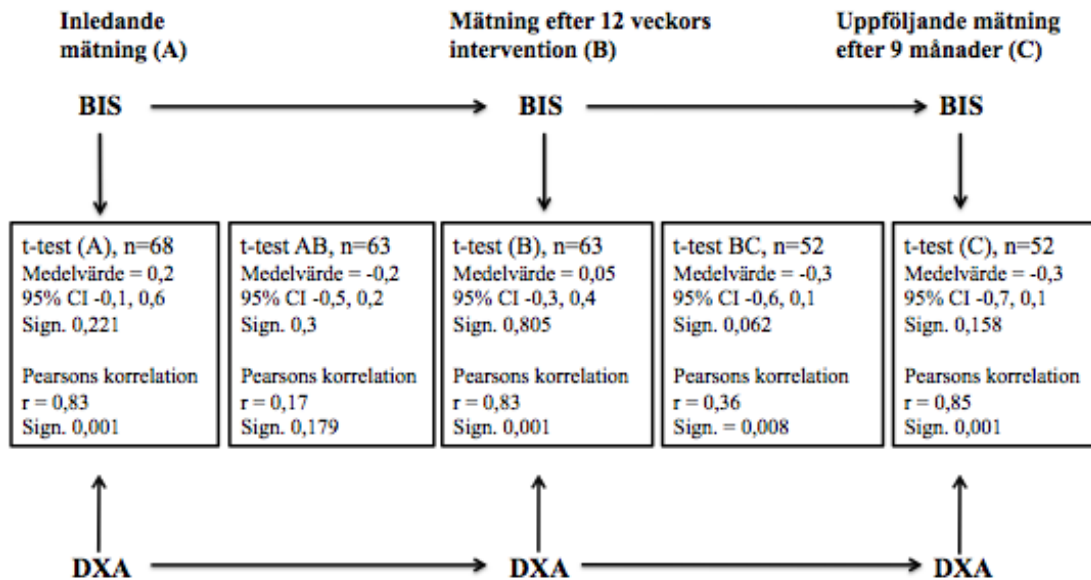 Inledande
mätning (A)
Mätning efter 12 veckors
intervention (B)
Uppföljande mätning
efter 9 månader (C)
BIS
BIS
BIS
t-test (A), n=68
Medelvärde = 0,2
95% CI -0,1, 0,6
Sign. 0,221
Pearsons korrelation
r = 0,83
Sign. 0,001
t-test AB, n=63
Medelvärde = -0,2
95% CI -0,5, 0,2
Sign. 0,3
Pearsons korrelation
r = 0,17
Sign. 0,179
t-test (B), n=63
Medelvärde = 0,05
95% CI -0,3, 0,4
Sign. 0,805
Pearsons korrelation
r = 0,83
Sign. 0,001
t-test BC, n=52
Medelvärde = -0,3
95% CI -0,6, 0,1
Sign. 0,062
Pearsons korrelation
r = 0,36
Sign. = 0,008
t-test (C), n=52
Medelvärde = -0,3
95% CI -0,7, 0,1
Sign. 0,158
Pearsons korrelation
r = 0,85
Sign. 0,001
DXA
DXA
DXA